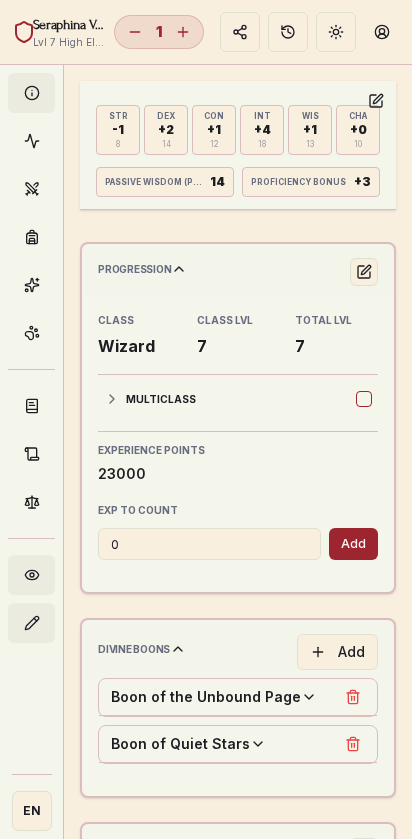 Seraphina V...
Lvl 7 High El...
1
STR
DEX
CON
INT
WIS
CHA
-1
+2
+1
+4
+1
+0
8
14
12
18
13
10
PASSIVE WISDOM (P...
14
PROFICIENCY BONUS
+3
PROGRESSION
CLASS
CLASS LVL
TOTAL LVL
Wizard
7
7
MULTICLASS
EXPERIENCE POINTS
23000
EXP TO COUNT
0
Add
DIVINE BOONS
Add
Boon of the Unbound Page
Boon of Quiet Stars
EN